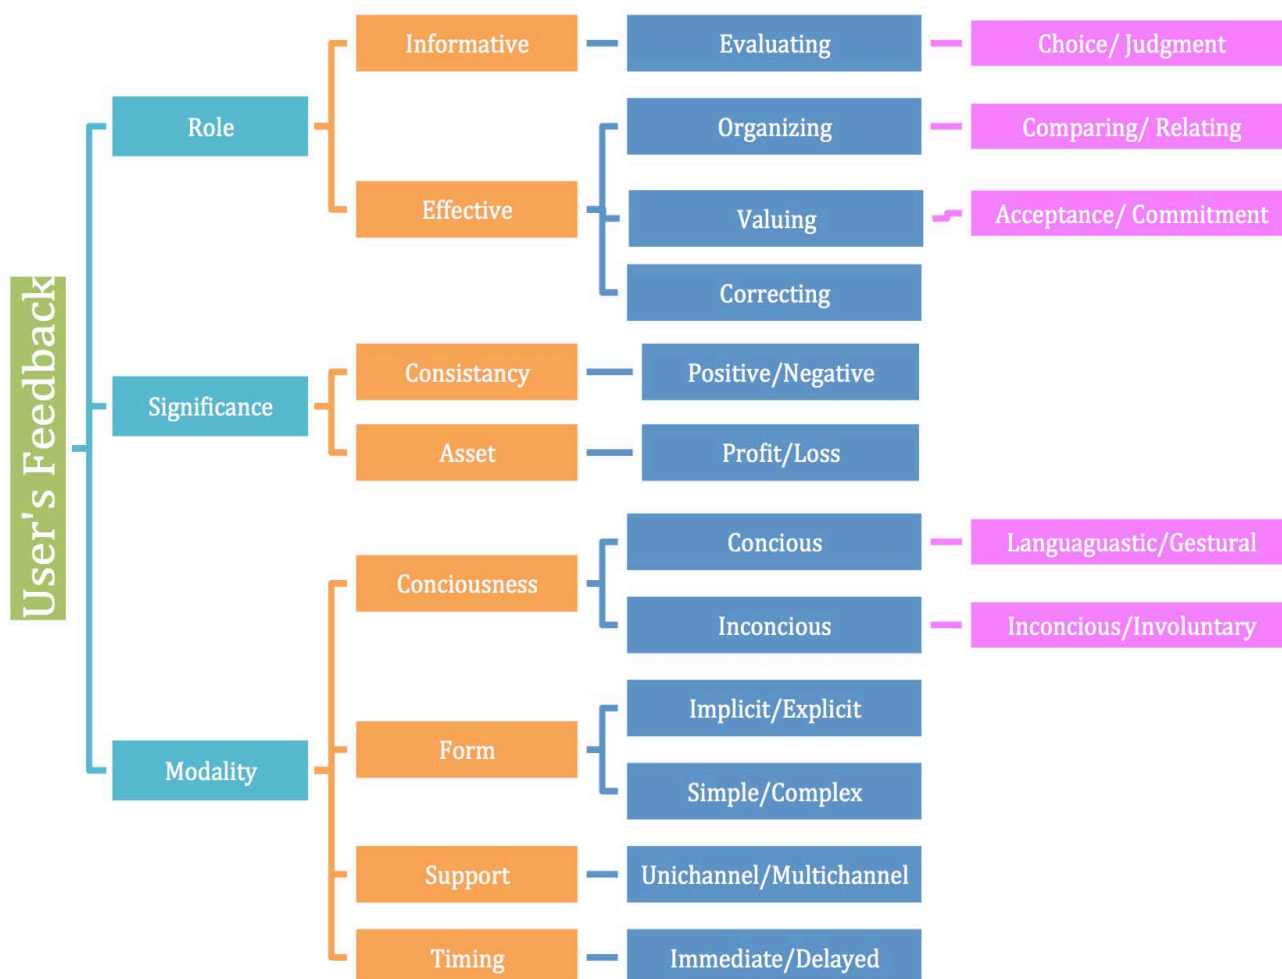 User's Feedback
Role
Informative
Evaluating
Choice/ Judgment
Effective
Organizing
Comparing/ Relating
Valuing
Acceptance/ Commitment
Correcting
Significance
Consistancy
Positive/Negative
Asset
Profit/Loss
Modality
Conciousness
Concious
Languaguastic/Gestural
Inconcious
Inconcious/Involuntary
Form
Implicit/Explicit
Simple/Complex
Support
Unichannel/Multichannel
Timing
Immediate/Delayed